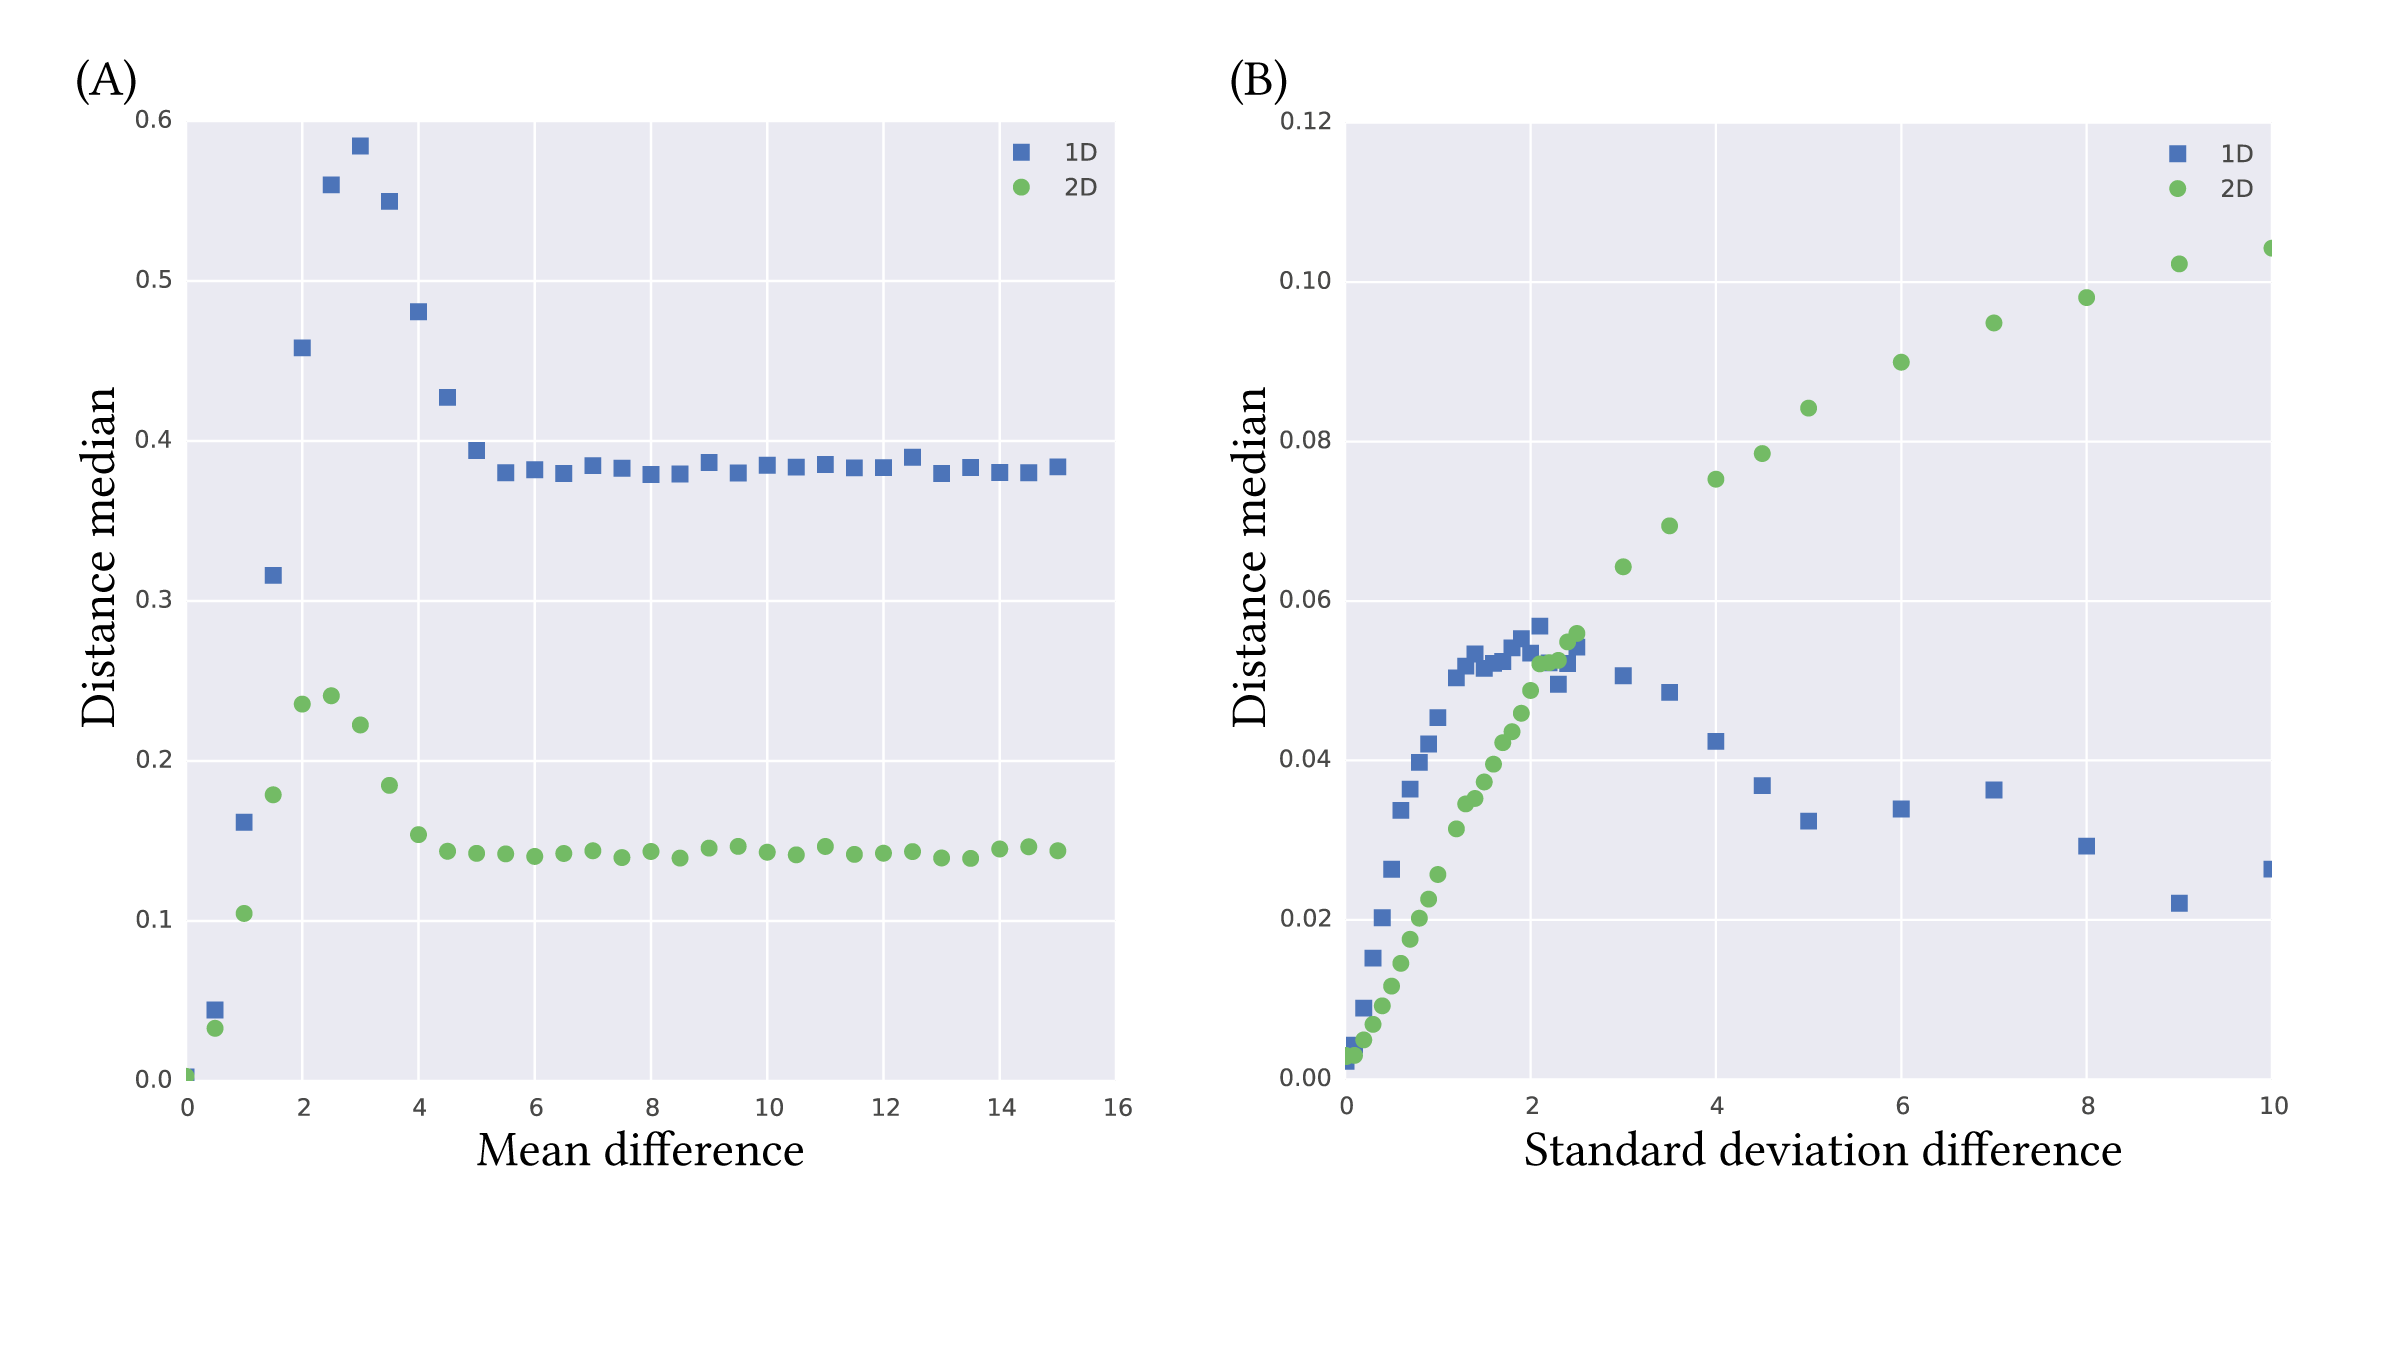 (A)
0.6
0.5
0.4
0.3
0.2
0.1
0.0
0 2 4 6 8 10 12 14 16
Distance median
Mean difference
1D
2D
(B)
0.12
0.10
0.08
0.06
0.04
0.02
0.00
0 2 4 6 8 10
Distance median
Standard deviation difference
1D
2D